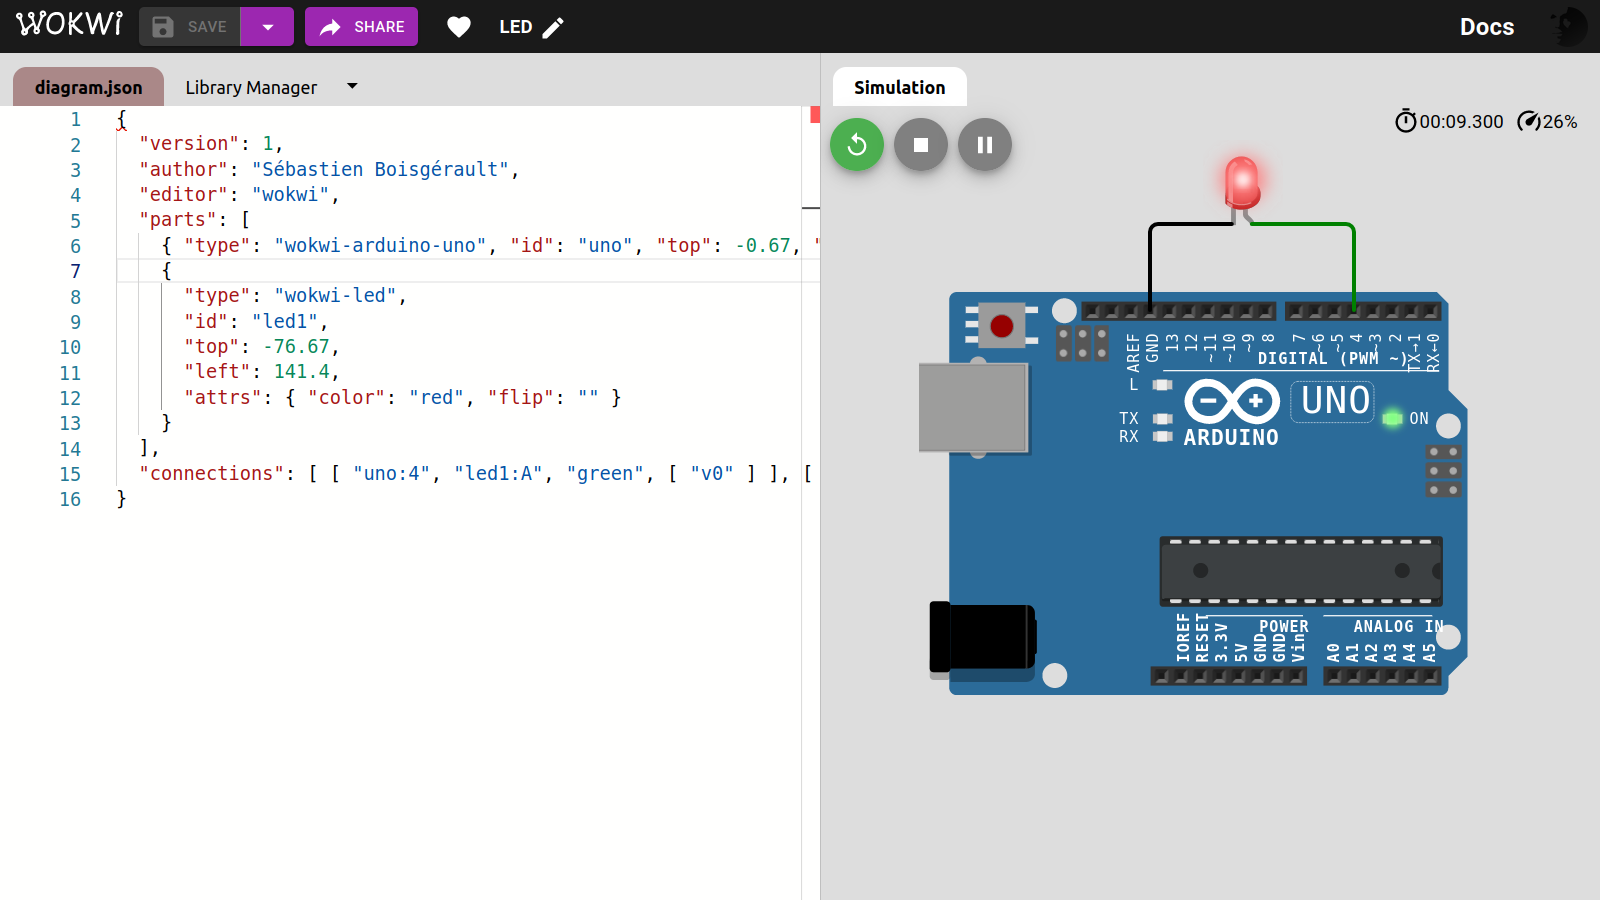 WOKWI SAVE SHARE LED Docs
diagram.json Library Manager Simulation
00:09.300 26%
1 {
2 "version": 1,
3 "author": "Sébastien Boisgérault",
4 "editor": "wokwi",
5 "parts": [
6 { "type": "wokwi-arduino-uno", "id": "uno", "top": -0.67, "
7 {
8 "type": "wokwi-led",
9 "id": "led1",
10 "top": -76.67,
11 "left": 141.4,
12 "attrs": { "color": "red", "flip": "" }
13 }
14 ],
15 "connections": [ [ "uno:4", "led1:A", "green", [ "v0" ] ], [
16 }
AREF GND 13 12 ~11 ~10 ~9 8 7 ~6 ~5 4 ~3 2 TX→1 RX←0
DIGITAL (PWM ~)
L
TX
RX
ARDUINO
UNO
ON
POWER ANALOG IN
IOREF RESET 3.3V 5V GND GND Vin A0 A1 A2 A3 A4 A5